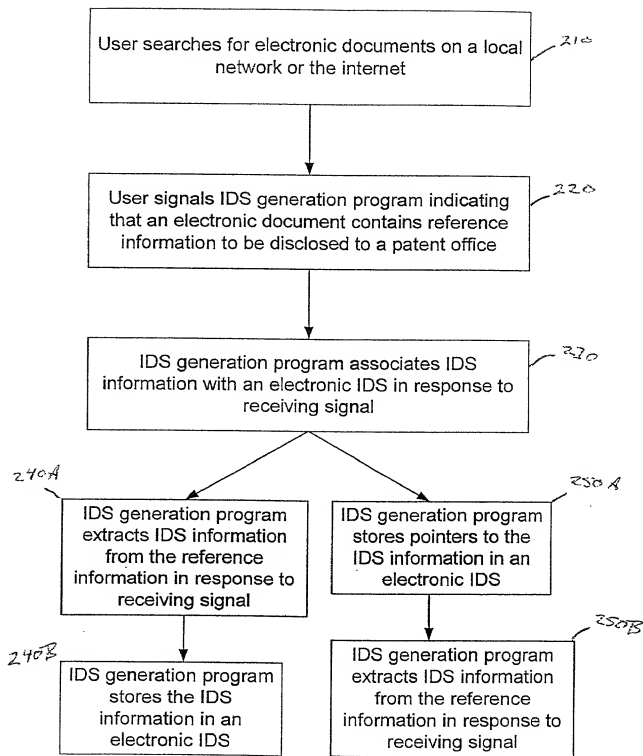 User searches for electronic documents on a local
network or the internet
210
User signals IDS generation program indicating
that an electronic document contains reference
information to be disclosed to a patent office
220
IDS generation program associates IDS
information with an electronic IDS in response to
receiving signal
230
240A
IDS generation program
extracts IDS information
from the reference
information in response to
receiving signal
250A
IDS generation program
stores pointers to the
IDS information in an
electronic IDS
240B
IDS generation program
stores the IDS
information in an
electronic IDS
250B
IDS generation program
extracts IDS information
from the reference
information in response to
receiving signal